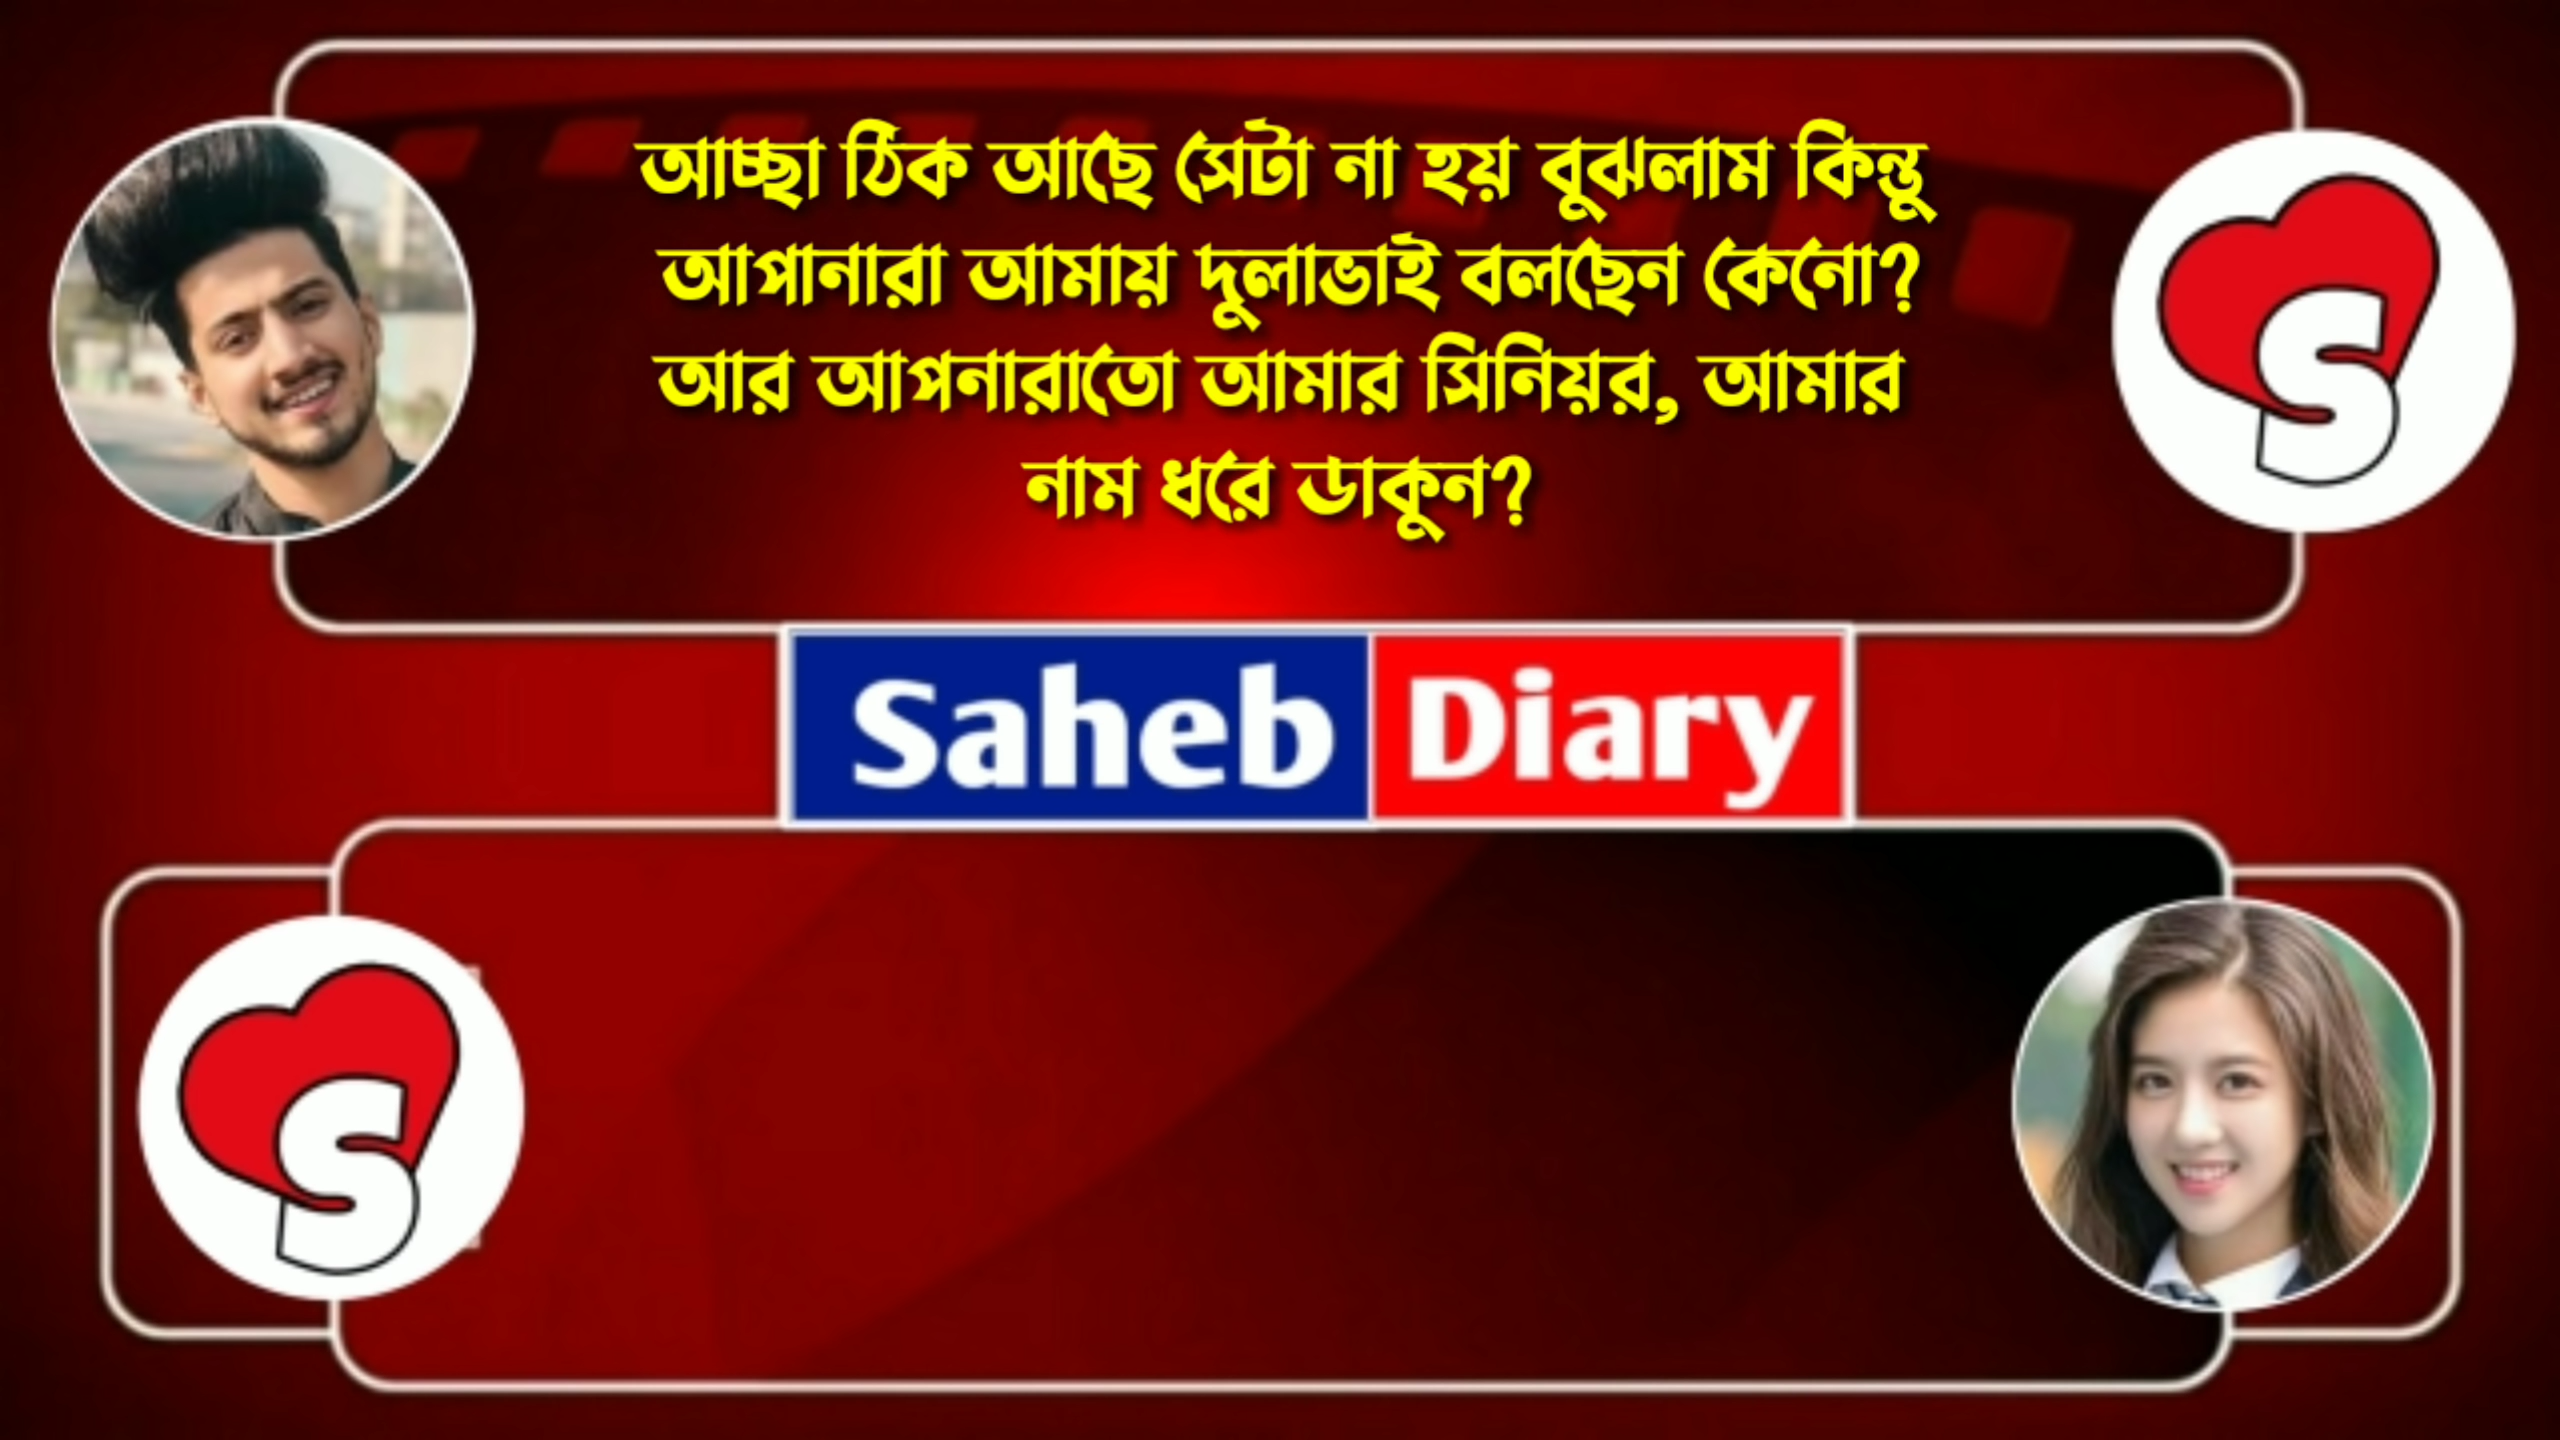 আচ্ছা ঠিক আছে সেটা না হয় বুঝলাম কিন্তু
আপানারা আমায় দুলাভাই বলছেন কেনো?
আর আপনারাতো আমার সিনিয়র, আমার
নাম ধরে ডাকুন?
S
Saheb Diary
S